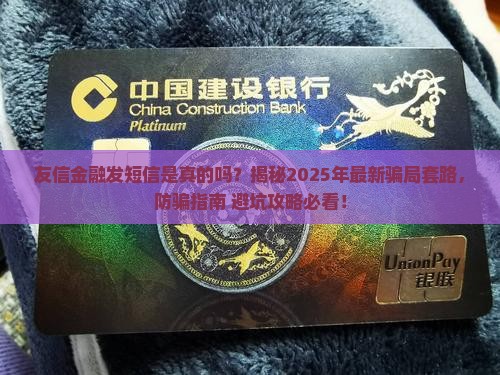 中国建设银行
China Construction Bank
Platinum
友信金融发短信是真的吗？揭秘2025年最新骗局套路，
防骗指南 避坑攻略必看！
UnionPay
银联